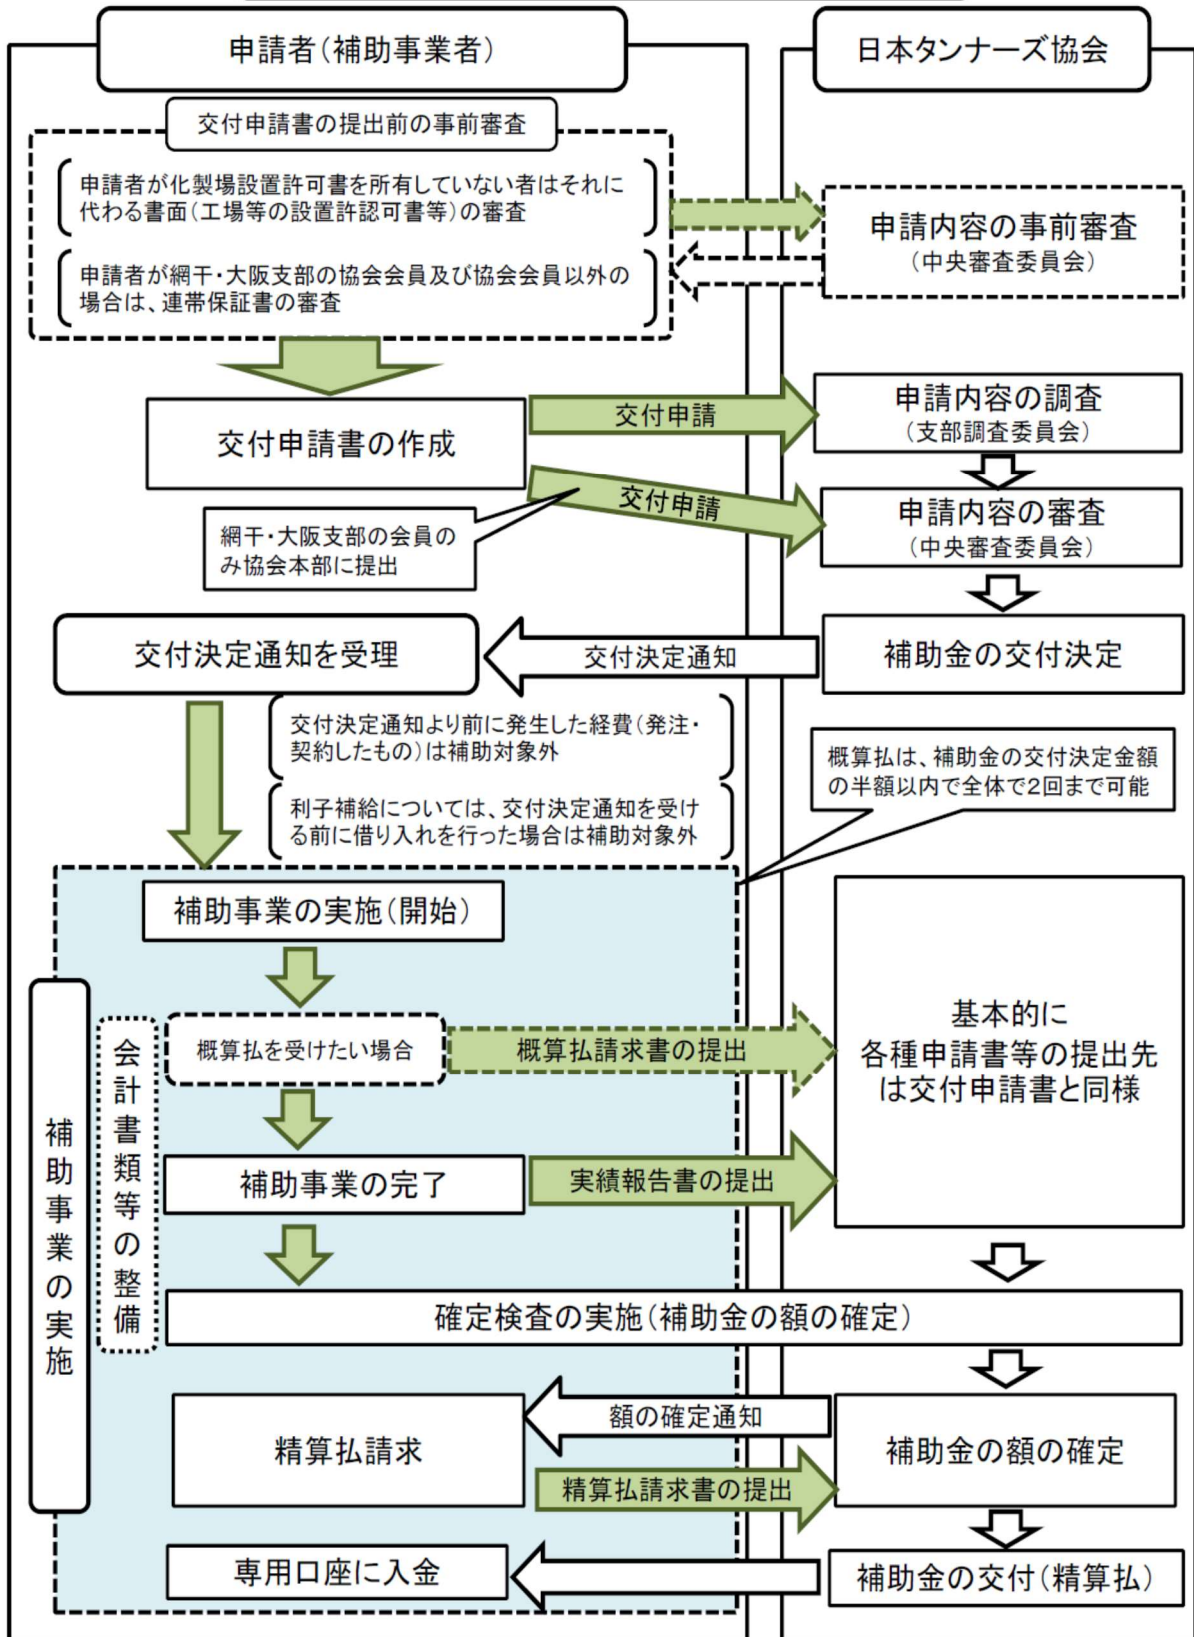 申請者(補助事業者)
日本タンナーズ協会
交付申請書の提出前の事前審査
申請者が化製場設置許可書を所有していない者はそれに
代わる書面(工場等の設置許認可書等)の審査
申請者が網干・大阪支部の協会会員及び協会会員以外の
場合は、連帯保証書の審査
申請内容の事前審査
(中央審査委員会)
交付申請書の作成
交付申請
申請内容の調査
(支部調査委員会)
交付申請
網干・大阪支部の会員の
み協会本部に提出
申請内容の審査
(中央審査委員会)
交付決定通知を受理
交付決定通知
補助金の交付決定
交付決定通知より前に発生した経費(発注・
契約したもの)は補助対象外
利子補給については、交付決定通知を受け
る前に借り入れを行った場合は補助対象外
概算払は、補助金の交付決定金額
の半額以内で全体で2回まで可能
補助事業の実施
会計書類等の整備
補助事業の実施(開始)
概算払を受けたい場合
概算払請求書の提出
基本的に
各種申請書等の提出先
は交付申請書と同様
補助事業の完了
実績報告書の提出
確定検査の実施(補助金の額の確定)
額の確定通知
精算払請求
補助金の額の確定
精算払請求書の提出
専用口座に入金
補助金の交付(精算払)